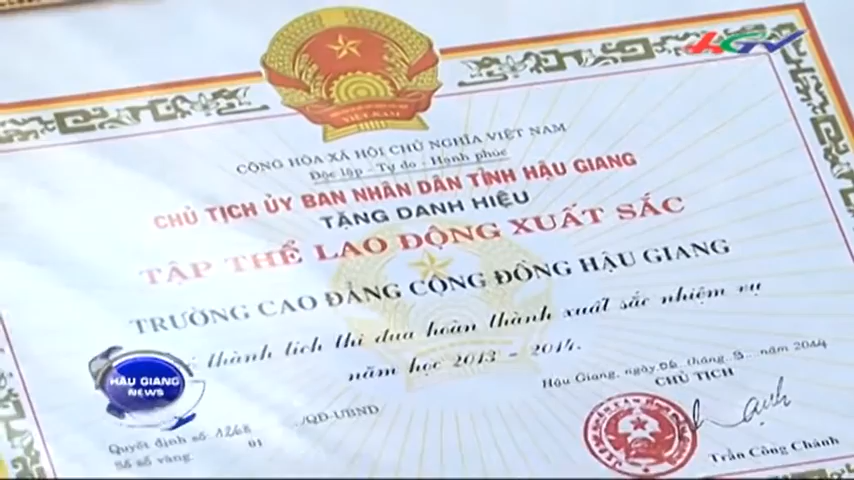 HGTV
VIỆT NAM
CỘNG HÒA XÃ HỘI CHỦ NGHĨA VIỆT NAM
Độc lập - Tự do - Hạnh phúc
CHỦ TỊCH ỦY BAN NHÂN DÂN TỈNH HẬU GIANG
TẶNG DANH HIỆU
TẬP THỂ LAO ĐỘNG XUẤT SẮC
TRƯỜNG CAO ĐẲNG CỘNG ĐỒNG HẬU GIANG
thành tích thi đua hoàn thành xuất sắc nhiệm vụ
năm học 2013 - 2014.
Hậu Giang, ngày 06 tháng 9 năm 2014
CHỦ TỊCH
HẬU GIANG
NEWS
Quyết định số: 1268 /QĐ-UBND
Số sổ vàng: 01
Trần Công Chánh